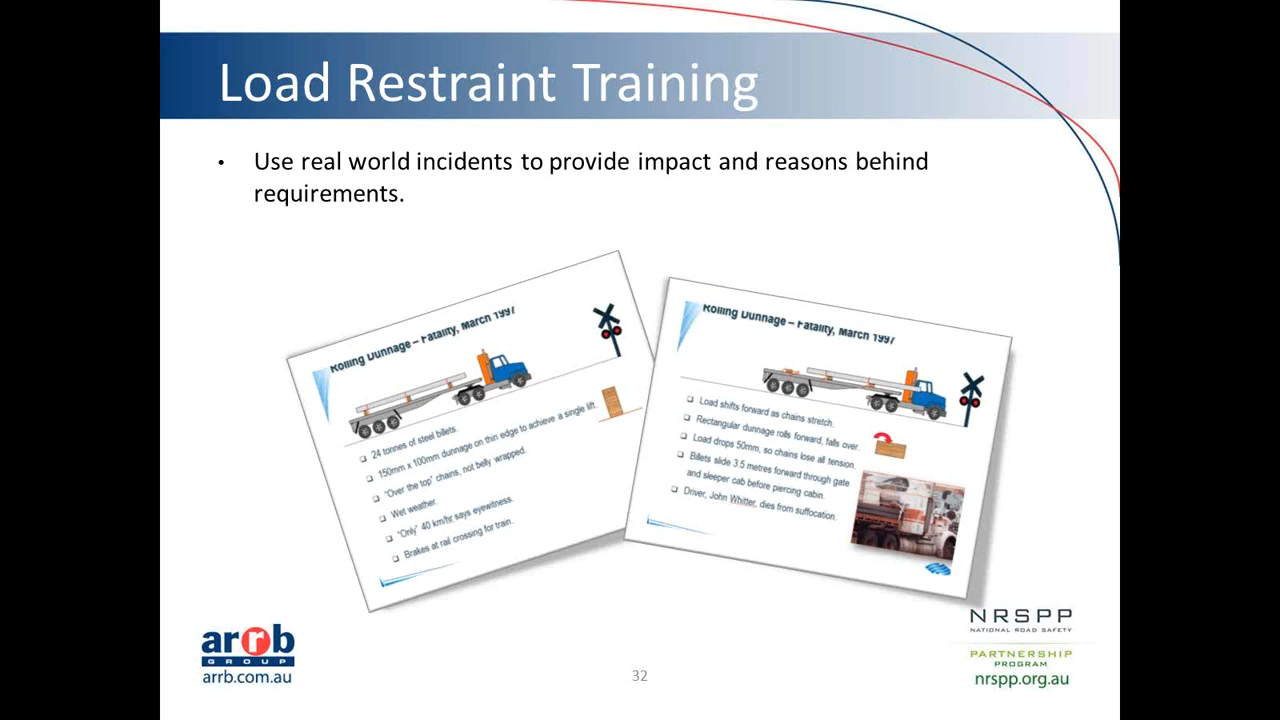 Load Restraint Training
• Use real world incidents to provide impact and reasons behind
requirements.
Rolling Dunnage – Fatality, March 1997
24 tonnes of steel billets.
150mm x 100mm dunnage on thin edge to achieve a single lift.
"Over the top" chains, not belly wrapped.
Wet weather.
"Only" 40 km/hr says eyewitness.
Brakes at rail crossing for train.
Rolling Dunnage – Fatality, March 1997
Load shifts forward as chains stretch.
Rectangular dunnage rolls forward, falls over.
Load drops 50mm, so chains lose all tension.
Billets slide 3.5 metres forward through gate
and sleeper cab before piercing cabin.
Driver, John Whitter, dies from suffocation.
arrb
GROUP
arrb.com.au
32
NRSPP
NATIONAL ROAD SAFETY
PARTNERSHIP
PROGRAM
nrspp.org.au